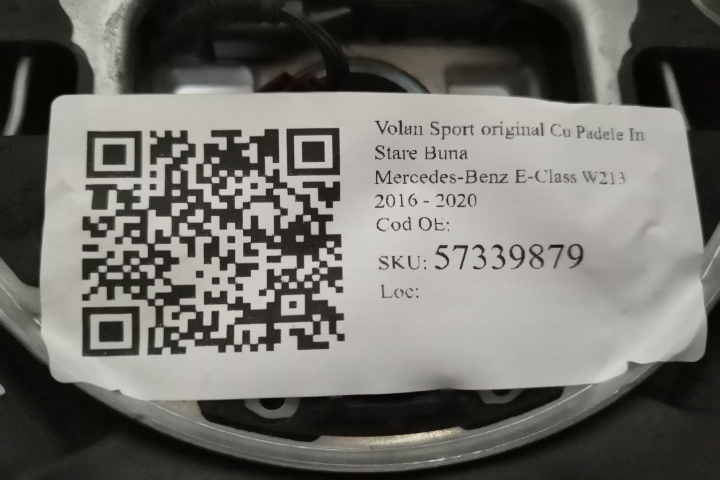 Volan Sport original Cu Padele In
Stare Buna
Mercedes-Benz E-Class W213
2016 - 2020
Cod OE:
SKU: 57339879
Loc: